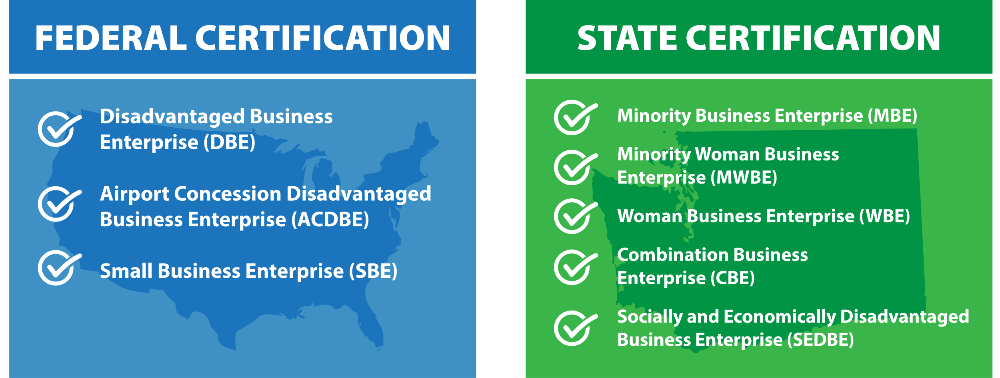 FEDERAL CERTIFICATION
Disadvantaged Business
Enterprise (DBE)
Airport Concession Disadvantaged
Business Enterprise (ACDBE)
Small Business Enterprise (SBE)
STATE CERTIFICATION
Minority Business Enterprise (MBE)
Minority Woman Business
Enterprise (MWBE)
Woman Business Enterprise (WBE)
Combination Business
Enterprise (CBE)
Socially and Economically Disadvantaged
Business Enterprise (SEDBE)